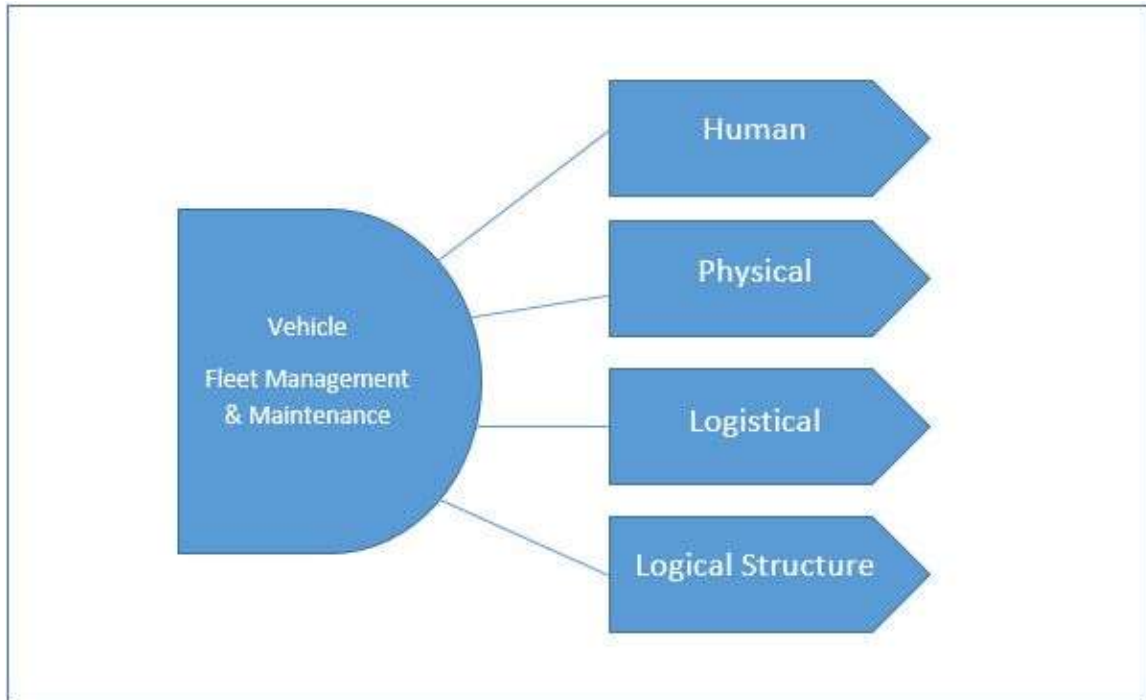 Human
Physical
Vehicle
Fleet Management
& Maintenance
Logistical
Logical Structure